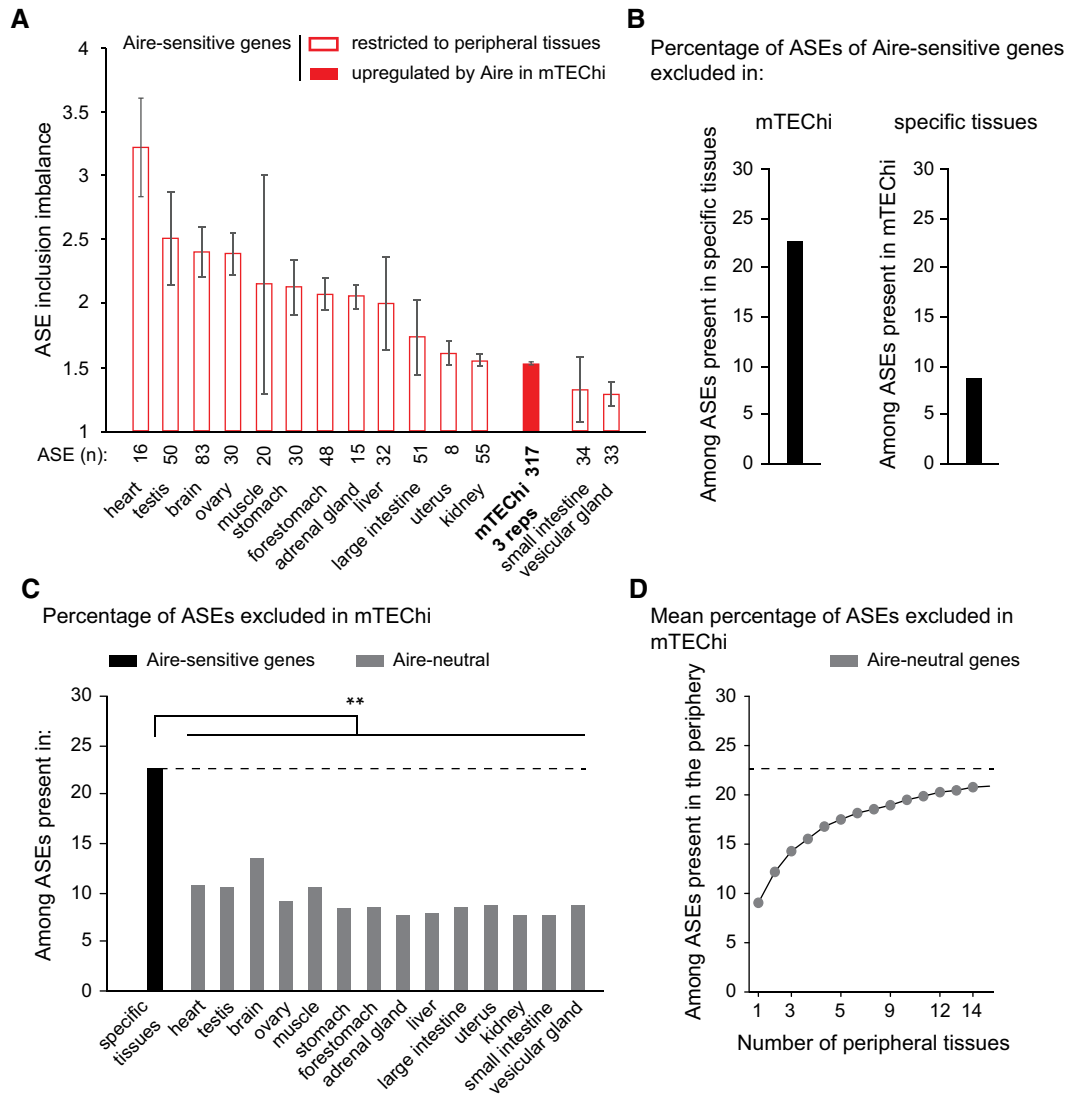 A
Aire-sensitive genes
restricted to peripheral tissues
upregulated by Aire in mTEChi
ASE inclusion imbalance
4
3.5
3
2.5
2
1.5
1
ASE (n):
16
50
83
30
20
30
48
15
32
51
8
55
317
34
33
heart
testis
brain
ovary
muscle
stomach
forestomach
adrenal gland
liver
large intestine
uterus
kidney
mTEChi
3 reps
small intestine
vesicular gland
B
Percentage of ASEs of Aire-sensitive genes
excluded in:
mTEChi
Among ASEs present in specific tissues
30
25
20
15
10
5
0
specific tissues
Among ASEs present in mTEChi
30
25
20
15
10
5
0
C
Percentage of ASEs excluded in mTEChi
Aire-sensitive genes
Aire-neutral
Among ASEs present in:
30
25
20
15
10
5
0
**
specific
tissues
heart
testis
brain
ovary
muscle
stomach
forestomach
adrenal gland
liver
large intestine
uterus
kidney
small intestine
vesicular gland
D
Mean percentage of ASEs excluded in
mTEChi
Aire-neutral genes
Among ASEs present in the periphery
30
25
20
15
10
5
0
1
3
5
9
12
14
Number of peripheral tissues